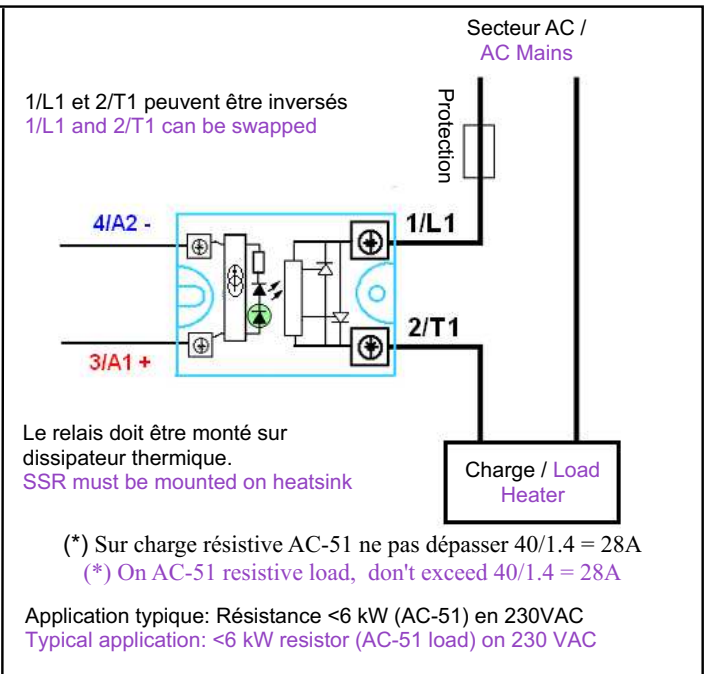 Secteur AC /
AC Mains
1/L1 et 2/T1 peuvent être inversés
1/L1 and 2/T1 can be swapped
Protection
4/A2 -
1/L1
2/T1
3/A1 +
Le relais doit être monté sur
dissipateur thermique.
SSR must be mounted on heatsink
Charge / Load
Heater
(*) Sur charge résistive AC-51 ne pas dépasser 40/1.4 = 28A
(*) On AC-51 resistive load, don't exceed 40/1.4 = 28A
Application typique: Résistance <6 kW (AC-51) en 230VAC
Typical application: <6 kW resistor (AC-51 load) on 230 VAC